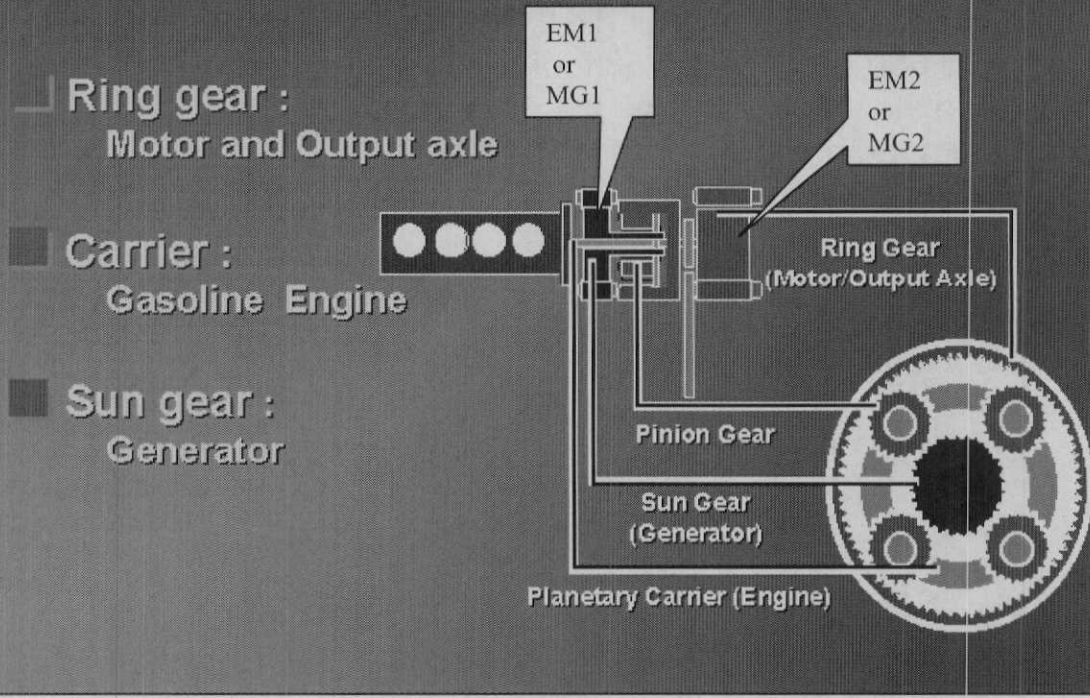 EM1
or
MG1
EM2
or
MG2
Ring gear :
Motor and Output axle
Carrier :
Gasoline Engine
Sun gear :
Generator
Ring Gear
(Motor/Output Axle)
Pinion Gear
Sun Gear
(Generator)
Planetary Carrier (Engine)